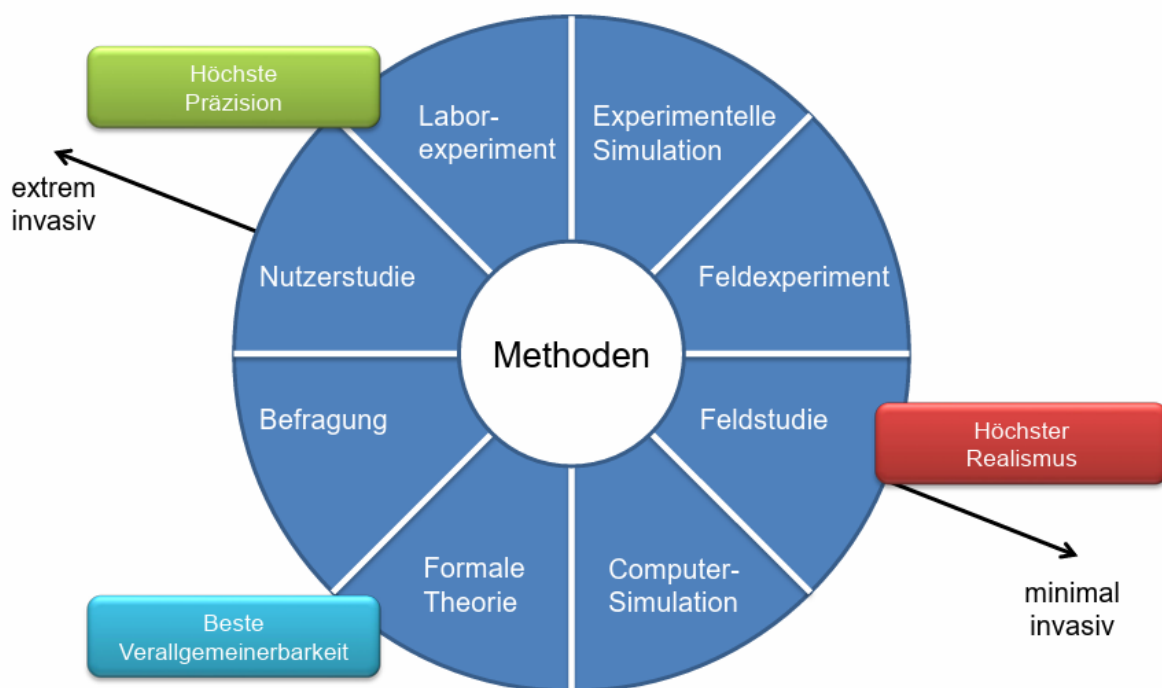 Höchste
Präzision
extrem
invasiv
Labor-
experiment
Experimentelle
Simulation
Nutzerstudie
Feldexperiment
Methoden
Befragung
Feldstudie
Höchster
Realismus
Formale
Theorie
Computer-
Simulation
minimal
invasiv
Beste
Verallgemeinerbarkeit